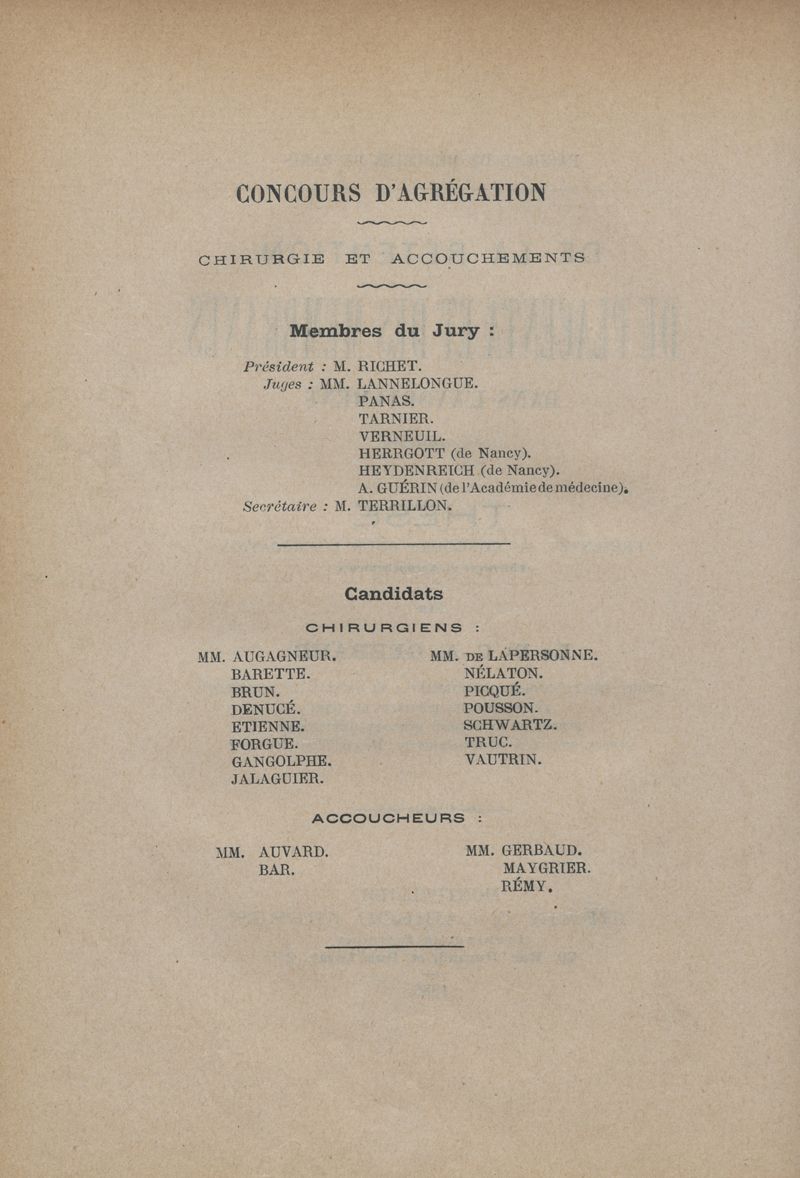 CONCOURS D'AGRÉGATION
CHIRURGIE ET ACCOUCHEMENTS
Membres du Jury :
Président : M. RICHET.
Juges : MM. LANNELONGUE.
PANAS.
TARNIER.
VERNEUIL.
HERRGOTT (de Nancy).
HEYDENREICH (de Nancy).
A. GUÉRIN (de l'Académie de médecine).
Secrétaire : M. TERRILLON.
Candidats
CHIRURGIENS :
MM. AUGAGNEUR.
BARETTE.
BRUN.
DENUCÉ.
ETIENNE.
FORGUE.
GANGOLPHE.
JALAGUIER.
MM. DE LAPERSONNE.
NÉLATON.
PICQUÉ.
POUSSON.
SCHWARTZ.
TRUC.
VAUTRIN.
ACCOUCHEURS :
MM. AUVARD.
BAR.
MM. GERBAUD.
MAYGRIER.
RÉMY.